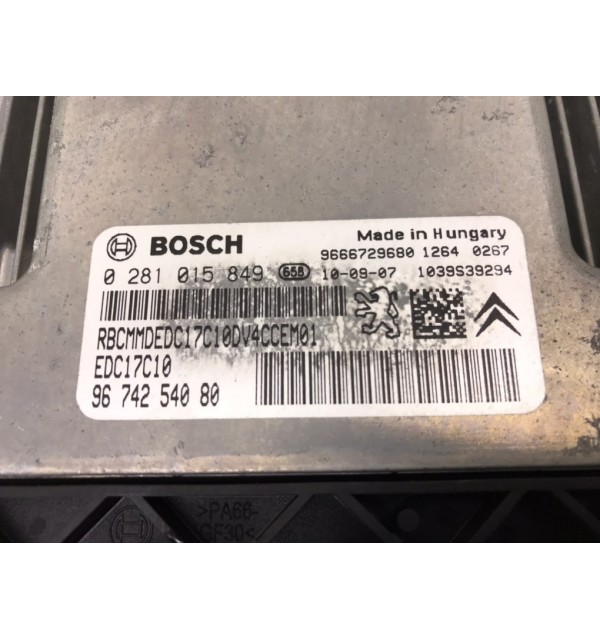 BOSCH
Made in Hungary
9666729680 1264 0267
0 281 015 849 658 10-09-07 1039S39294
RBCMMDEDC17C10DV4CCEM01
EDC17C10
96 742 540 80
>PA66-
GF30<